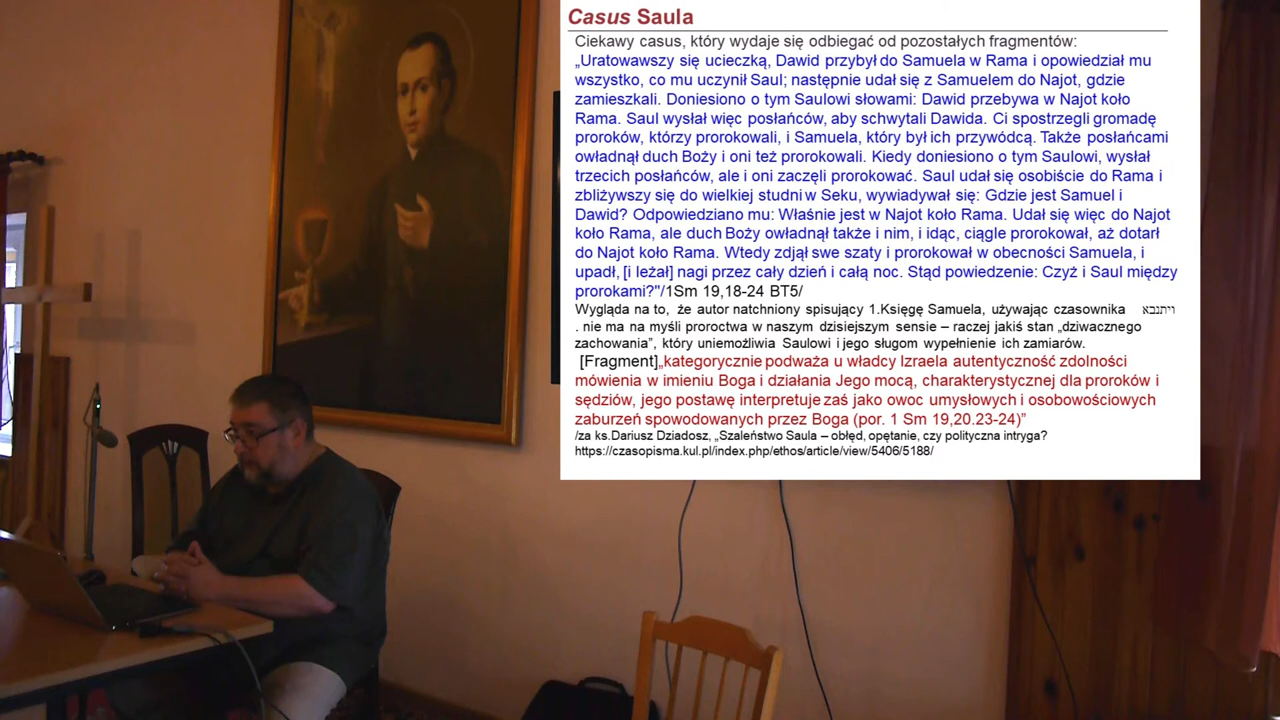 Casus Saula
Ciekawy casus, który wydaje się odbiegać od pozostałych fragmentów:
„Uratowawszy się ucieczką, Dawid przybył do Samuela w Rama i opowiedział mu
wszystko, co mu uczynił Saul; następnie udał się z Samuelem do Najot, gdzie
zamieszkali. Doniesiono o tym Saulowi słowami: Dawid przebywa w Najot koło
Rama. Saul wysłał więc posłańców, aby schwytali Dawida. Ci spostrzegli gromadę
proroków, którzy prorokowali, i Samuela, który był ich przywódcą. Także posłańcami
owładnął duch Boży i oni też prorokowali. Kiedy doniesiono o tym Saulowi, wysłał
trzecich posłańców, ale i oni zaczęli prorokować. Saul udał się osobiście do Rama i
zbliżywszy się do wielkiej studni w Seku, wywiadywał się: Gdzie jest Samuel i
Dawid? Odpowiedziano mu: Właśnie jest w Najot koło Rama. Udał się więc do Najot
koło Rama, ale duch Boży owładnął także i nim, i idąc, ciągle prorokował, aż dotarł
do Najot koło Rama. Wtedy zdjął swe szaty i prorokował w obecności Samuela, i
upadł, [i leżał] nagi przez cały dzień i całą noc. Stąd powiedzenie: Czyż i Saul między
prorokami?"/1Sm 19,18-24 BT5/
Wygląda na to, że autor natchniony spisujący 1.Księgę Samuela, używając czasownika ויתנבא
. nie ma na myśli proroctwa w naszym dzisiejszym sensie – raczej jakiś stan „dziwacznego
zachowania”, który uniemożliwia Saulowi i jego sługom wypełnienie ich zamiarów.
[Fragment]„kategorycznie podważa u władcy Izraela autentyczność zdolności
mówienia w imieniu Boga i działania Jego mocą, charakterystycznej dla proroków i
sędziów, jego postawę interpretuje zaś jako owoc umysłowych i osobowościowych
zaburzeń spowodowanych przez Boga (por. 1 Sm 19,20.23-24)”
/za ks.Dariusz Dziadosz, „Szaleństwo Saula – obłęd, opętanie, czy polityczna intryga?
https://czasopisma.kul.pl/index.php/ethos/article/view/5406/5188/